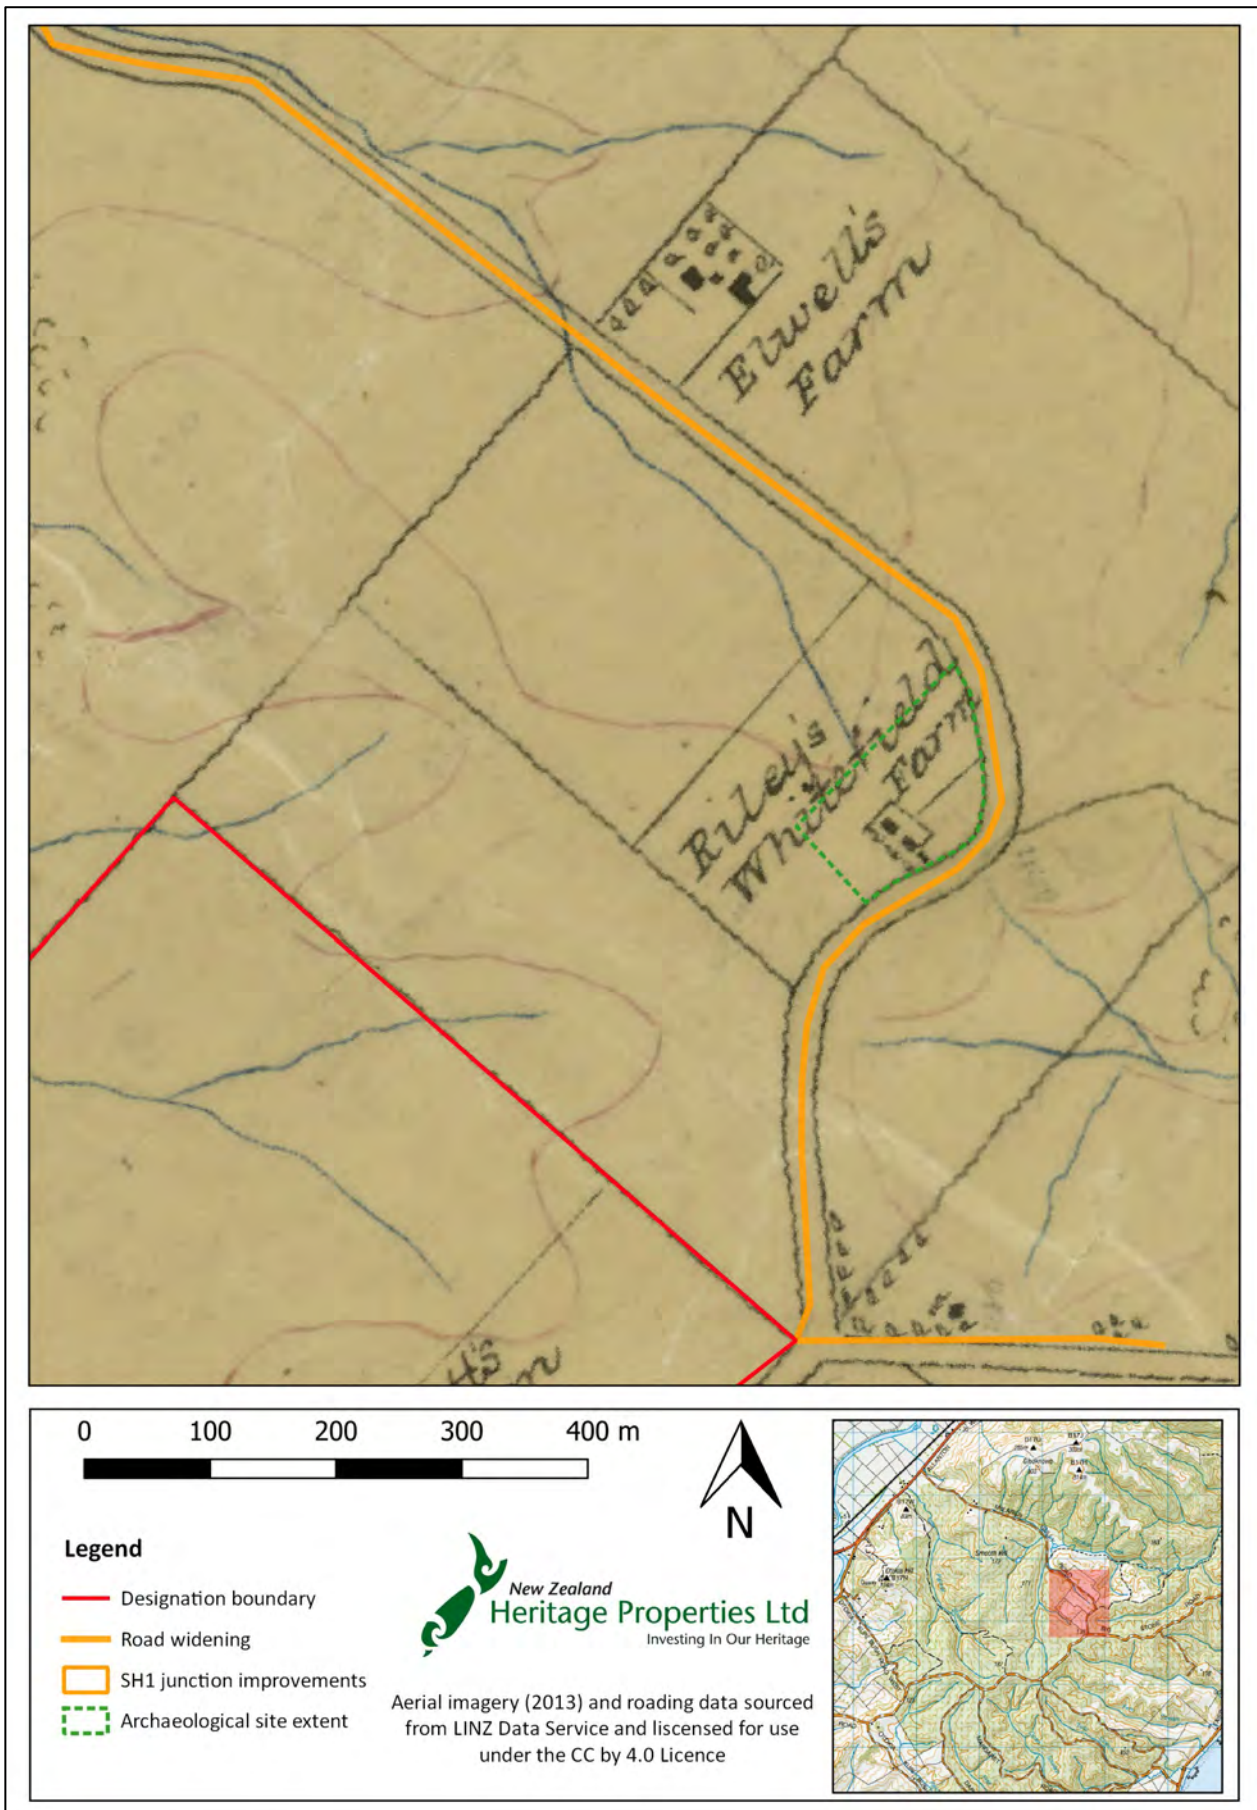 Elwell's
Farm
Riley's
Whitefield
Farm
0 100 200 300 400 m
N
Legend
Designation boundary
Road widening
SH1 junction improvements
Archaeological site extent
New Zealand
Heritage Properties Ltd
Investing In Our Heritage
Aerial imagery (2013) and roading data sourced
from LINZ Data Service and liscensed for use
under the CC by 4.0 Licence
ALLANTON
ROAD